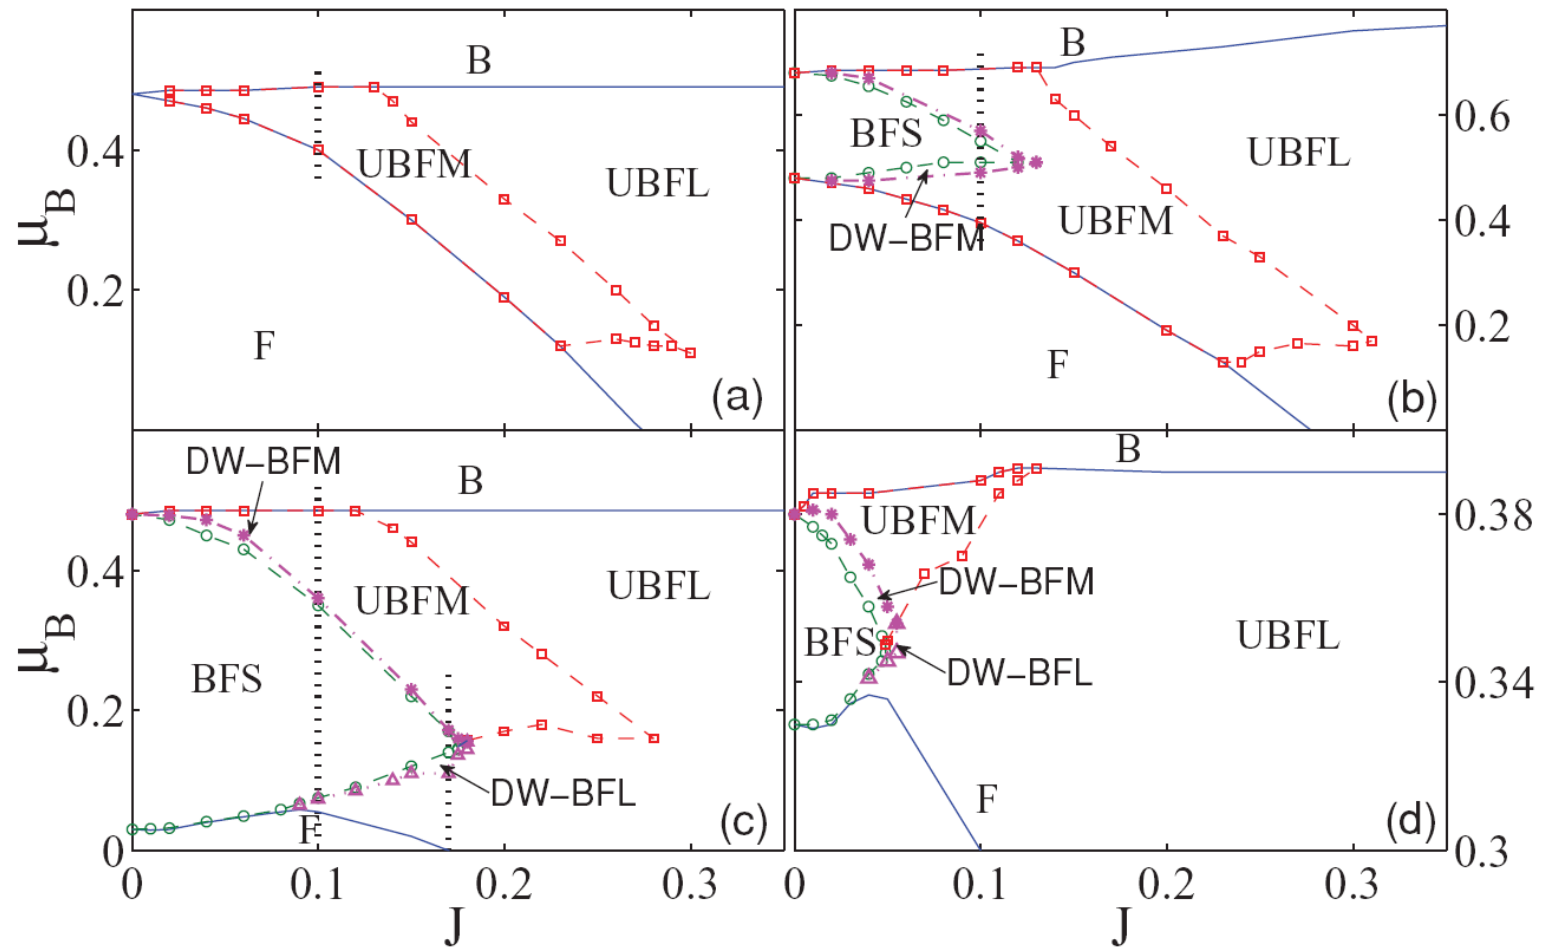 B
B
0.4
μB
0.2
UBFM
UBFL
F
(a)
BFS
DW-BFM
UBFM
UBFL
F
(b)
0.6
0.4
0.2
DW-BFM
B
0.4
μB
0.2
0
UBFM
UBFL
BFS
DW-BFL
F
(c)
B
UBFM
0.38
DW-BFM
BFS
UBFL
DW-BFL
0.34
F
(d)
0.3
0
0.1
0.2
0.3
0
0.1
0.2
0.3
J
J